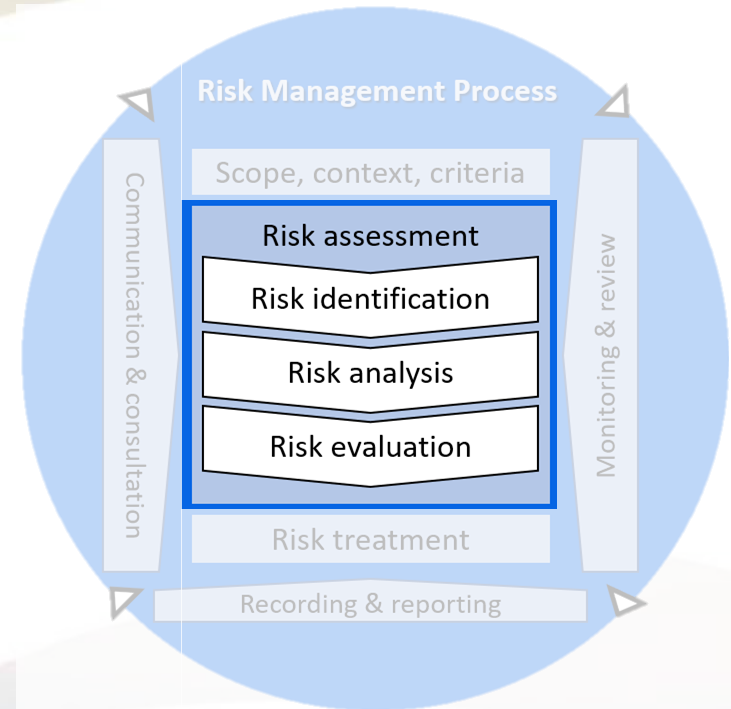 Risk Management Process
Scope, context, criteria
Communication & consultation
Risk assessment
Risk identification
Risk analysis
Risk evaluation
Monitoring & review
Risk treatment
Recording & reporting